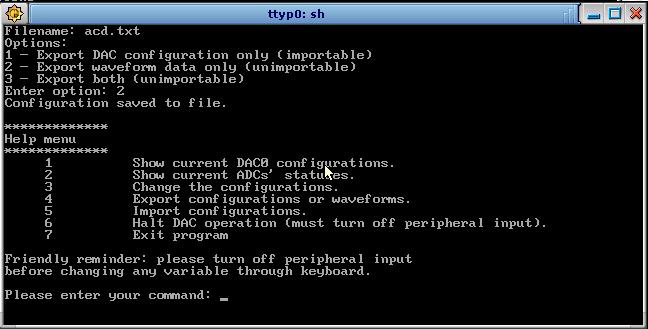 ttyp0: sh
Filename: acd.txt
Options:
1 - Export DAC configuration only (importable)
2 - Export waveform data only (unimportable)
3 - Export both (unimportable)
Enter option: 2
Configuration saved to file.
*************
Help menu
*************
1 Show current DAC0 configurations.
2 Show current ADCs' statuses.
3 Change the configurations.
4 Export configurations or waveforms.
5 Import configurations.
6 Halt DAC operation (must turn off peripheral input).
7 Exit program
Friendly reminder: please turn off peripheral input
before changing any variable through keyboard.
Please enter your command: _